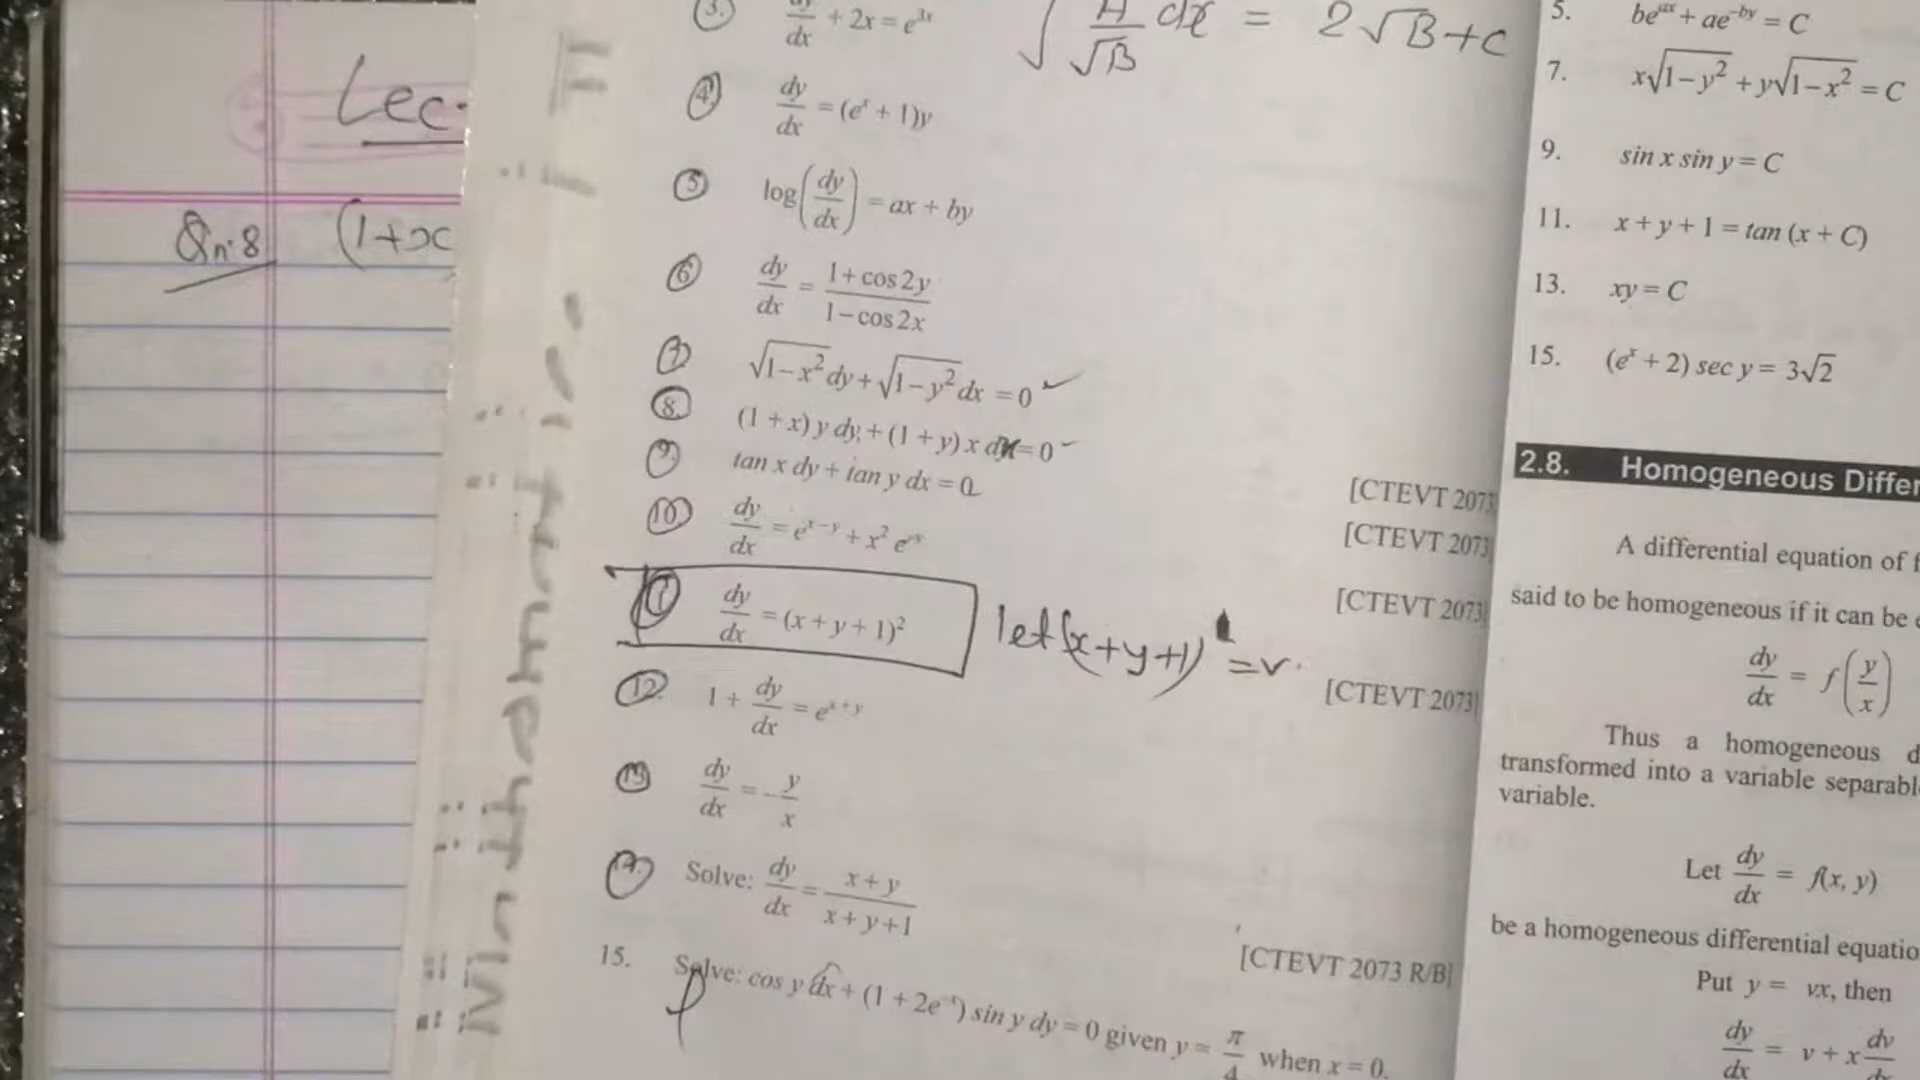 Lec.
Qn.8 (1+x
3. dy/dx + 2x = e^{3x}
∫ A/√B dx = 2√B + C
4. dy/dx = (e^x + 1)y
5. log(dy/dx) = ax + by
6. dy/dx = (1 + cos 2y)/(1 − cos 2x)
7. √(1 − x²) dy + √(1 − y²) dx = 0
8. (1 + x) y dy + (1 + y) x dx = 0
9. tan x dy + tan y dx = 0
[CTEVT 2073
10. dy/dx = e^{x−y} + x² e^{−y}
[CTEVT 2073
dy/dx = (x + y + 1)²
let (x+y+1) = v.
[CTEVT 2073
12. 1 + dy/dx = e^{x+y}
[CTEVT 2073]
13. dy/dx = −y/x
14. Solve: dy/dx = (x + y)/(x + y + 1)
[CTEVT 2073 R/B]
15. Solve: cos y dx + (1 + 2e^{−x}) sin y dy = 0 given y = π/4 when x = 0.
5. be^{ax} + ae^{−by} = C
7. x√(1 − y²) + y√(1 − x²) = C
9. sin x sin y = C
11. x + y + 1 = tan (x + C)
13. xy = C
15. (e^x + 2) sec y = 3√2
2.8. Homogeneous Differ
A differential equation of f
said to be homogeneous if it can be
dy/dx = f(y/x)
Thus a homogeneous d
transformed into a variable separabl
variable.
Let dy/dx = f(x, y)
be a homogeneous differential equatio
Put y = vx, then
dy/dx = v + x dv/dx